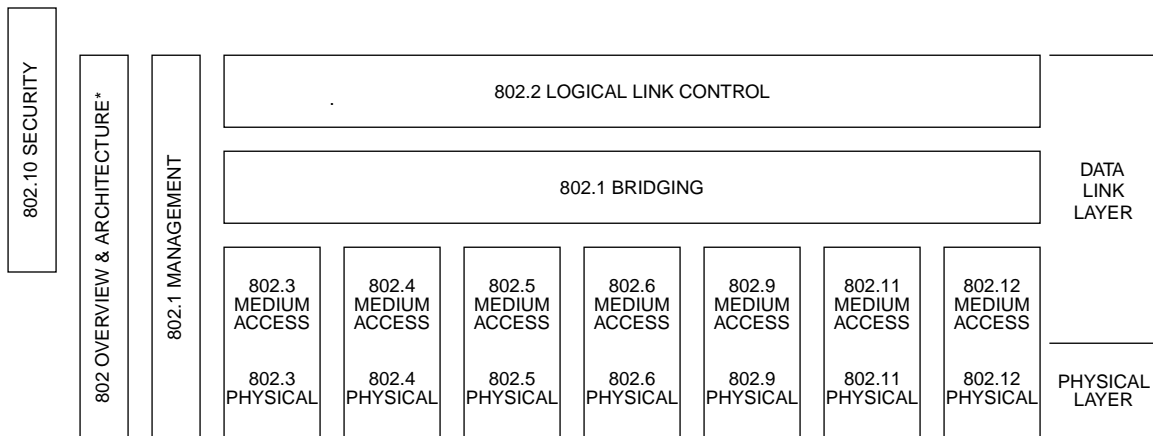 802.10 SECURITY
802 OVERVIEW & ARCHITECTURE*
802.1 MANAGEMENT
802.2 LOGICAL LINK CONTROL
.
802.1 BRIDGING
DATA
LINK
LAYER
802.3
MEDIUM
ACCESS
802.3
PHYSICAL
802.4
MEDIUM
ACCESS
802.4
PHYSICAL
802.5
MEDIUM
ACCESS
802.5
PHYSICAL
802.6
MEDIUM
ACCESS
802.6
PHYSICAL
802.9
MEDIUM
ACCESS
802.9
PHYSICAL
802.11
MEDIUM
ACCESS
802.11
PHYSICAL
802.12
MEDIUM
ACCESS
802.12
PHYSICAL
PHYSICAL
LAYER